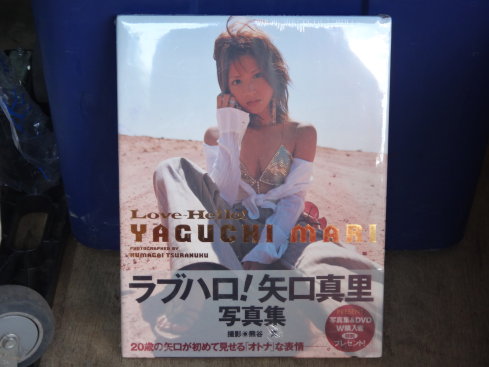 Love-Hello!
YAGUCHI MARI
PHOTOGRAPHED BY
KUMAGAI TSURANUKU
ラブハロ!矢口真里
写真集
撮影◉熊谷 貫
20歳の矢口が初めて見せる「オトナ」な表情
写真集&DVD
W購入者
プレゼント!